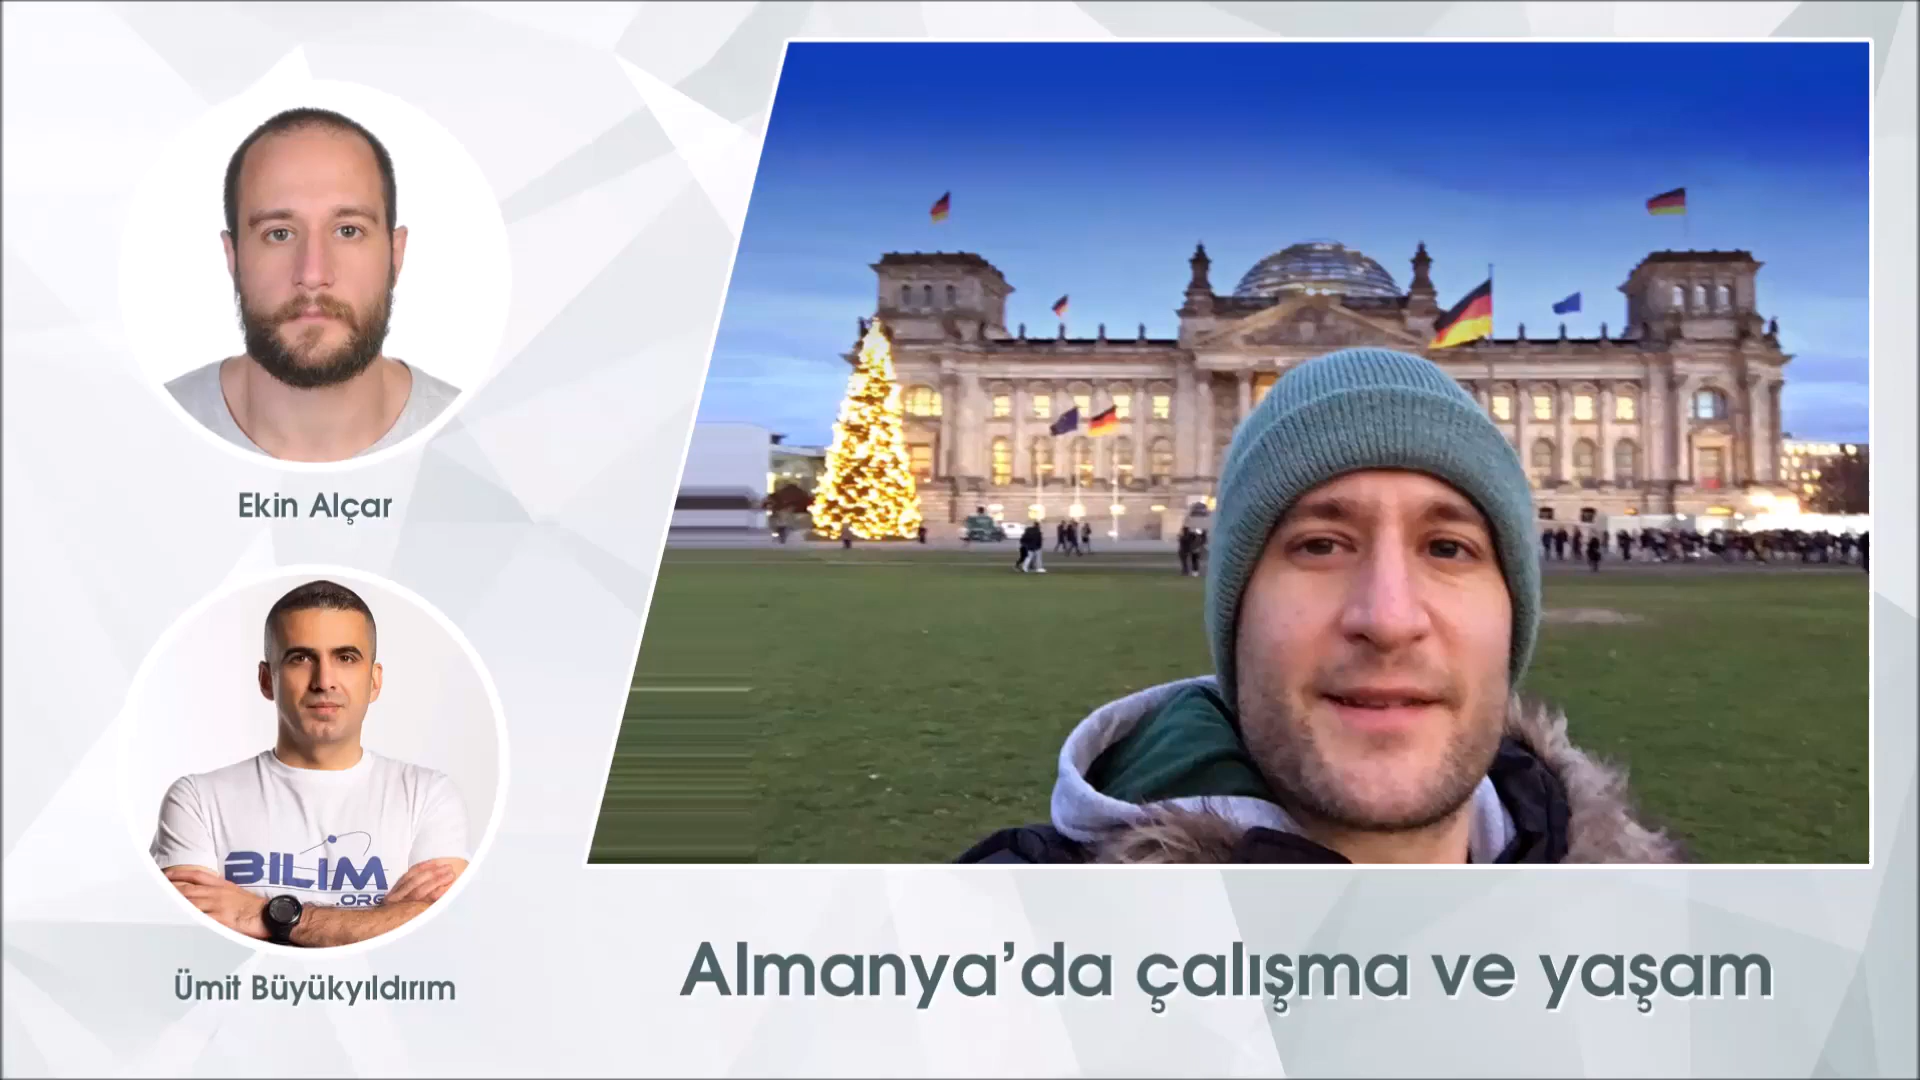 Ekin Alçar
BILIM
.ORG
Ümit Büyükyıldırım
Almanya’da çalışma ve yaşam